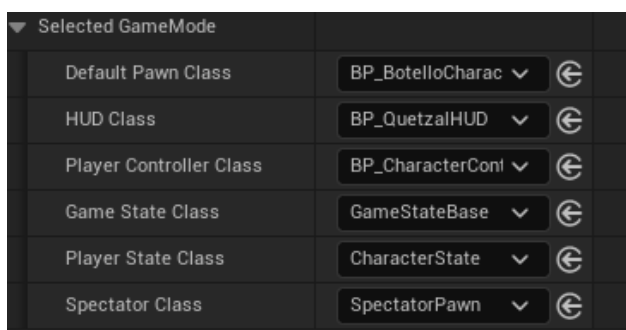 Selected GameMode
Default Pawn Class BP_BotelloCharac
HUD Class BP_QuetzalHUD
Player Controller Class BP_CharacterCont
Game State Class GameStateBase
Player State Class CharacterState
Spectator Class SpectatorPawn